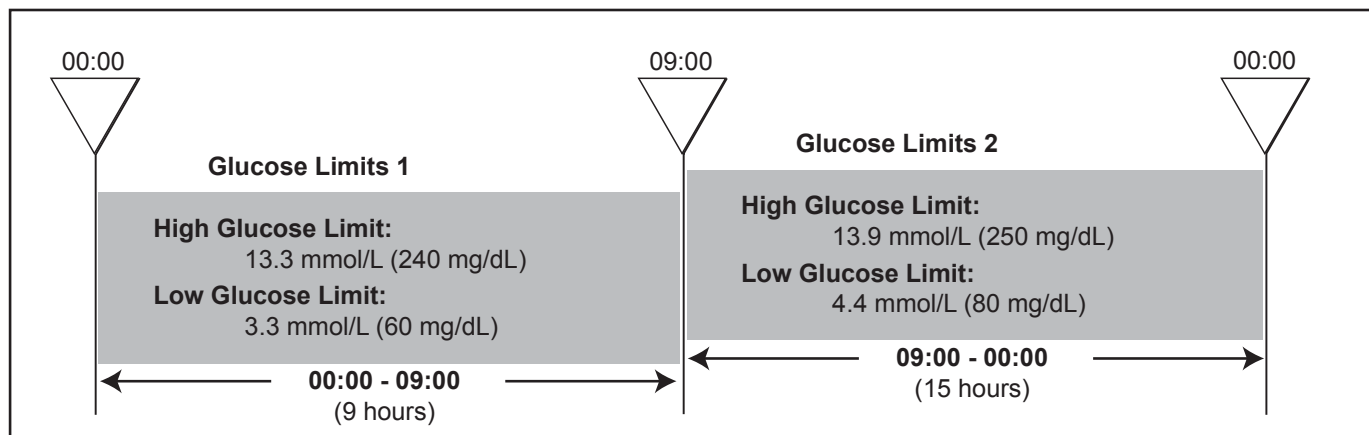 00:00
09:00
00:00
Glucose Limits 1
High Glucose Limit:
13.3 mmol/L (240 mg/dL)
Low Glucose Limit:
3.3 mmol/L (60 mg/dL)
00:00 - 09:00
(9 hours)
Glucose Limits 2
High Glucose Limit:
13.9 mmol/L (250 mg/dL)
Low Glucose Limit:
4.4 mmol/L (80 mg/dL)
09:00 - 00:00
(15 hours)